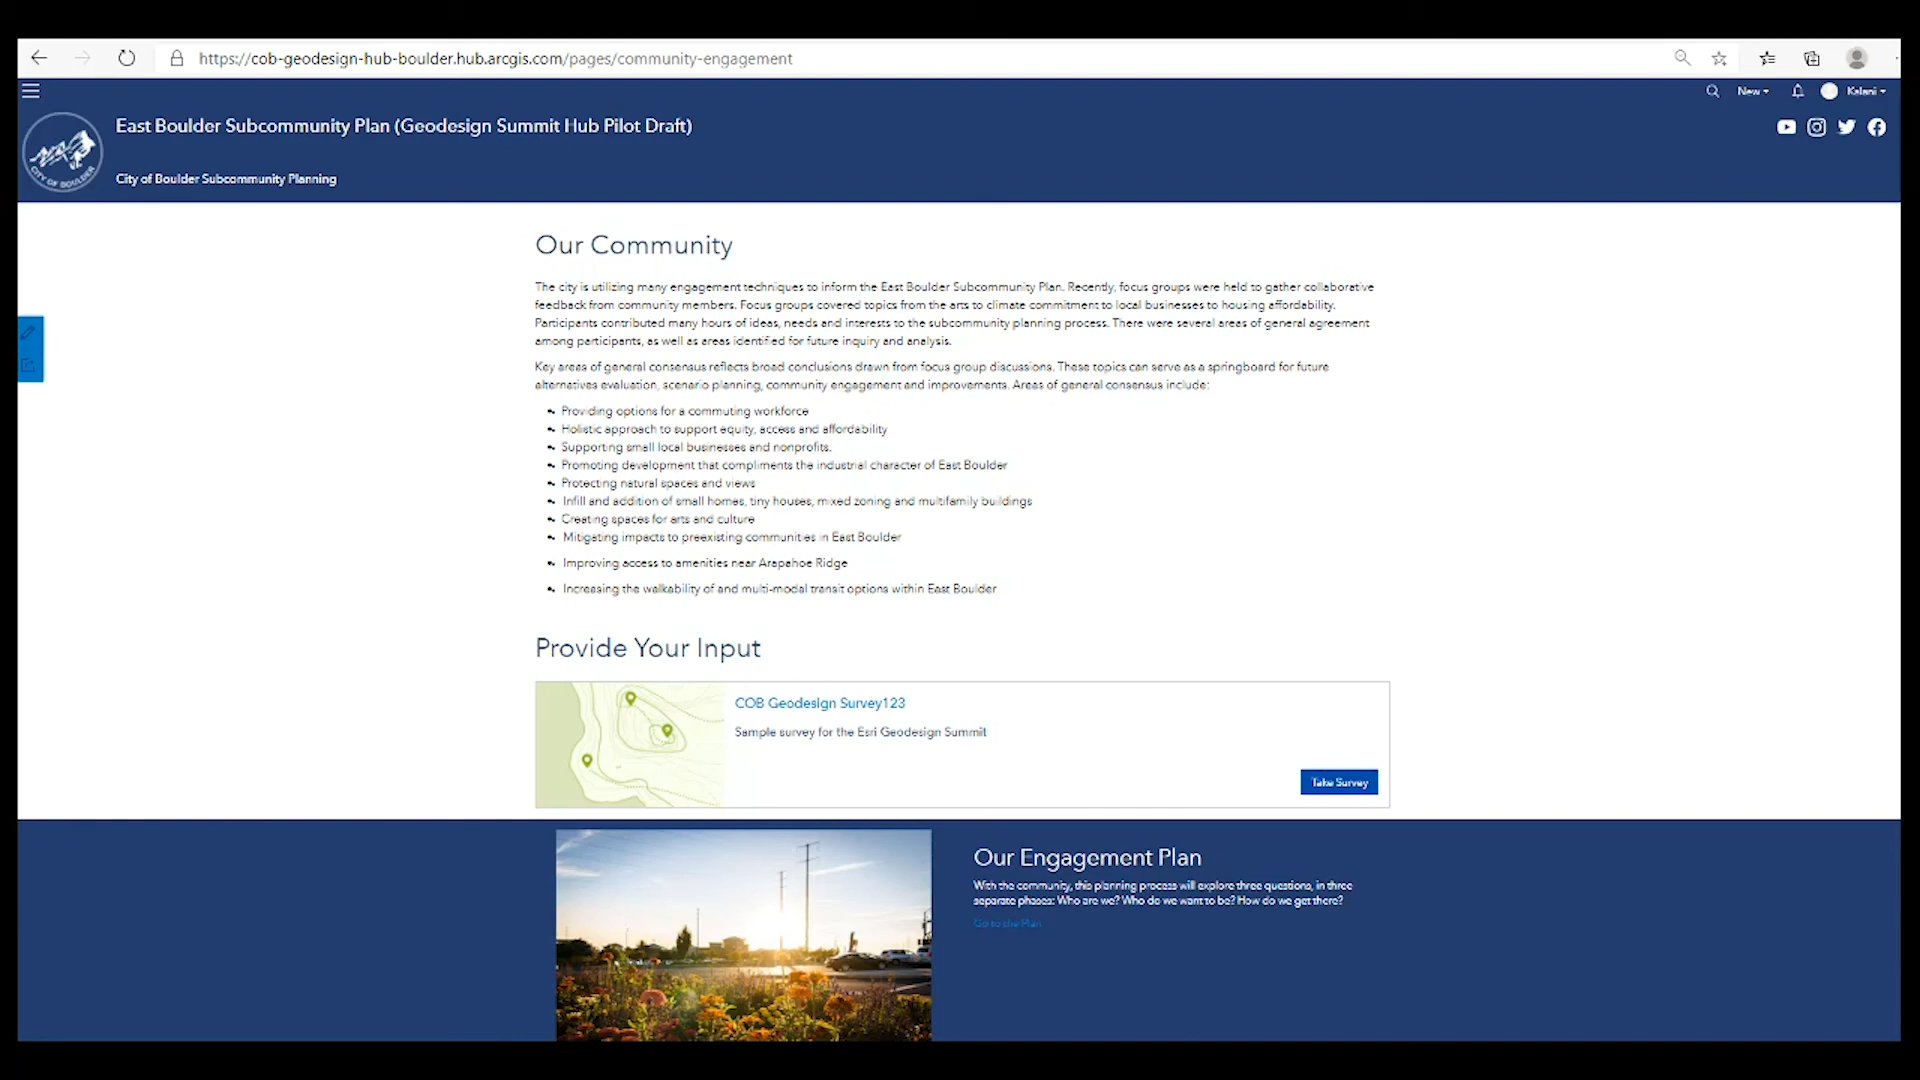 https://cob-geodesign-hub-boulder.hub.arcgis.com/pages/community-engagement
New
Kalani
East Boulder Subcommunity Plan (Geodesign Summit Hub Pilot Draft)
CITY OF BOULDER
City of Boulder Subcommunity Planning
Our Community
The city is utilizing many engagement techniques to inform the East Boulder Subcommunity Plan. Recently, focus groups were held to gather collaborative
feedback from community members. Focus groups covered topics from the arts to climate commitment to local businesses to housing affordability.
Participants contributed many hours of ideas, needs and interests to the subcommunity planning process. There were several areas of general agreement
among participants, as well as areas identified for future inquiry and analysis.
Key areas of general consensus reflects broad conclusions drawn from focus group discussions. These topics can serve as a springboard for future
alternatives evaluation, scenario planning, community engagement and improvements. Areas of general consensus include:
• Providing options for a commuting workforce
• Holistic approach to support equity, access and affordability
• Supporting small local businesses and nonprofits.
• Promoting development that compliments the industrial character of East Boulder
• Protecting natural spaces and views
• Infill and addition of small homes, tiny houses, mixed zoning and multifamily buildings
• Creating spaces for arts and culture
• Mitigating impacts to preexisting communities in East Boulder
• Improving access to amenities near Arapahoe Ridge
• Increasing the walkability of and multi-modal transit options within East Boulder
Provide Your Input
COB Geodesign Survey123
Sample survey for the Esri Geodesign Summit
Take Survey
Our Engagement Plan
With the community, this planning process will explore three questions, in three
separate phases: Who are we? Who do we want to be? How do we get there?
Go to the Plan